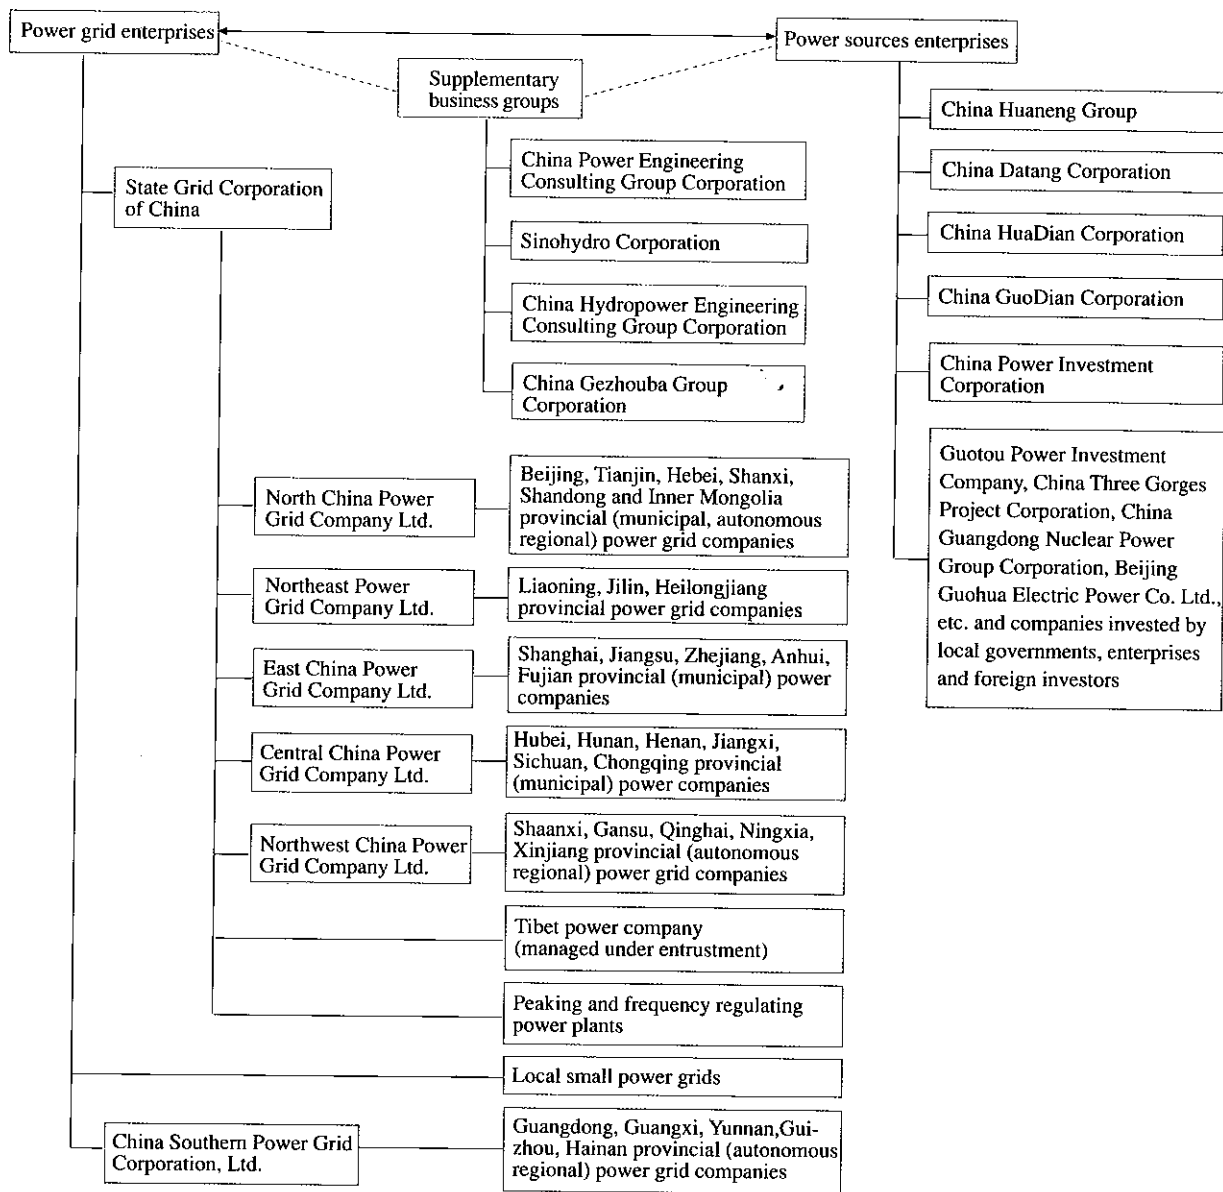 Power grid enterprises
Power sources enterprises
Supplementary
business groups
China Huaneng Group
China Power Engineering
Consulting Group Corporation
China Datang Corporation
State Grid Corporation
of China
Sinohydro Corporation
China HuaDian Corporation
China Hydropower Engineering
Consulting Group Corporation
China GuoDian Corporation
China Gezhouba Group
Corporation
China Power Investment
Corporation
Guotou Power Investment
Company, China Three Gorges
Project Corporation, China
Guangdong Nuclear Power
Group Corporation, Beijing
Guohua Electric Power Co. Ltd.,
etc. and companies invested by
local governments, enterprises
and foreign investors
North China Power
Grid Company Ltd.
Beijing, Tianjin, Hebei, Shanxi,
Shandong and Inner Mongolia
provincial (municipal, autonomous
regional) power grid companies
Northeast Power
Grid Company Ltd.
Liaoning, Jilin, Heilongjiang
provincial power grid companies
East China Power
Grid Company Ltd.
Shanghai, Jiangsu, Zhejiang, Anhui,
Fujian provincial (municipal) power
companies
Central China Power
Grid Company Ltd.
Hubei, Hunan, Henan, Jiangxi,
Sichuan, Chongqing provincial
(municipal) power companies
Northwest China Power
Grid Company Ltd.
Shaanxi, Gansu, Qinghai, Ningxia,
Xinjiang provincial (autonomous
regional) power grid companies
Tibet power company
(managed under entrustment)
Peaking and frequency regulating
power plants
Local small power grids
China Southern Power Grid
Corporation, Ltd.
Guangdong, Guangxi, Yunnan,Gui-
zhou, Hainan provincial (autonomous
regional) power grid companies